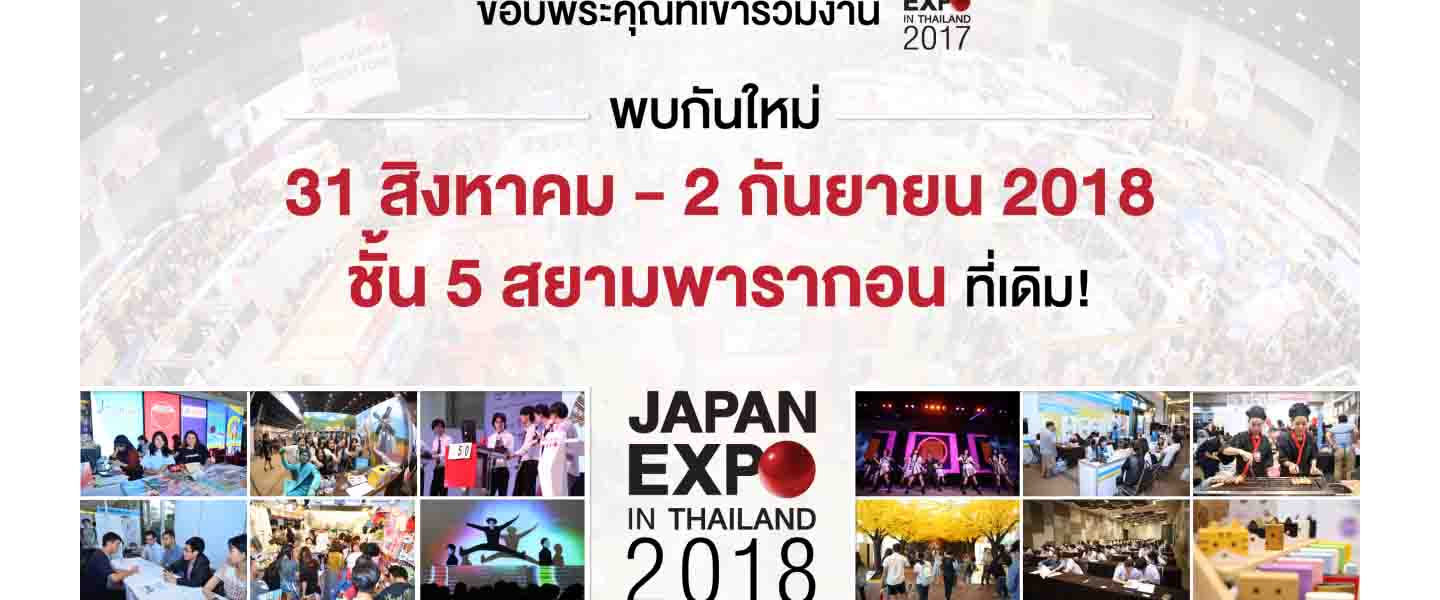 ขอบพระคุณที่เข้าร่วมงาน
EXPO
IN THAILAND
2017
พบกันใหม่
31 สิงหาคม – 2 กันยายน 2018
ชั้น 5 สยามพารากอน ที่เดิม!
JAPAN
EXPO
IN THAILAND
2018
50